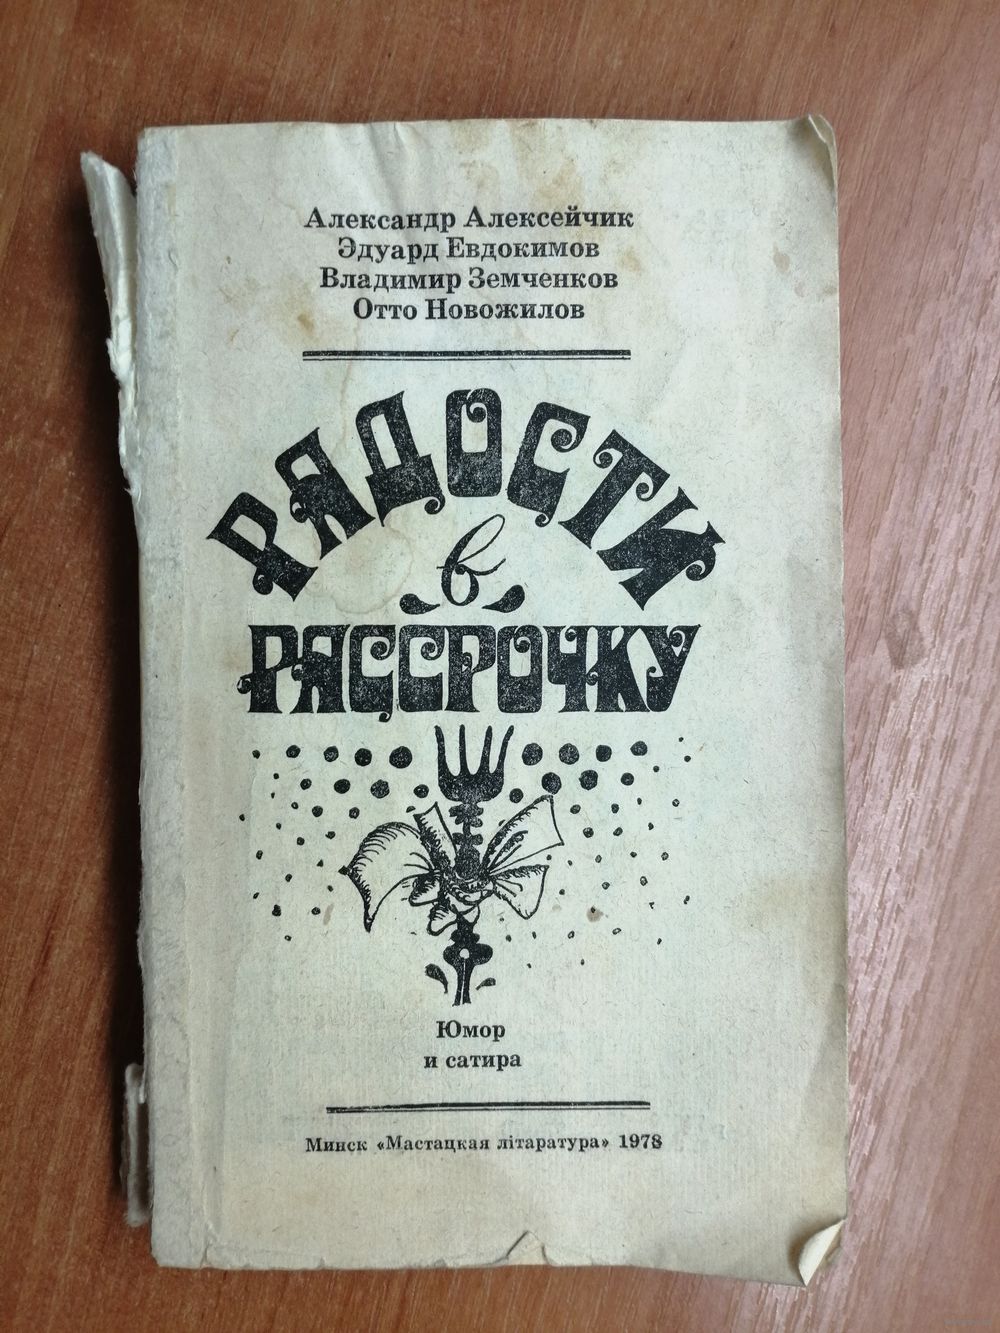 Александр Алексейчик
Эдуард Евдокимов
Владимир Земченков
Отто Новожилов
РАДОСТИ
в
РАССРОЧКУ
Юмор
и сатира
Минск «Мастацкая літаратура» 1978